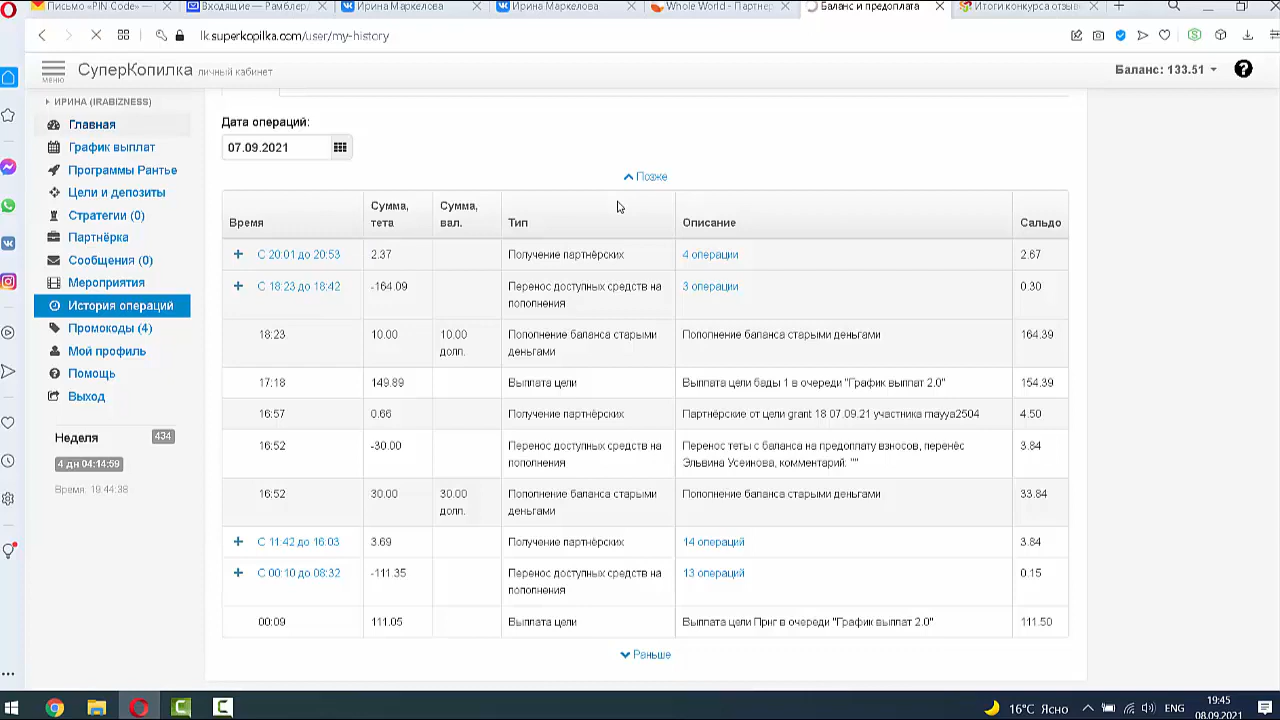 Письмо «PIN Code» —
Входящие — Рамблер/
Ирина Маркелова
Ирина Маркелова
Whole World - Партнер
Баланс и предоплата
Итоги конкурса отзыв
lk.superkopilka.com/user/my-history
МЕНЮ
СуперКопилка личный кабинет
Баланс: 133.51
ИРИНА (IRABIZNESS)
Главная
График выплат
Программы Рантье
Цели и депозиты
Стратегии (0)
Партнёрка
Сообщения (0)
Мероприятия
История операций
Промокоды (4)
Мой профиль
Помощь
Выход
Неделя 434
4 дн 04:14:59
Время. 19:44:38
Дата операций:
07.09.2021
Позже
Время Сумма, тета Сумма, вал. Тип Описание Сальдо
С 20:01 до 20:53 2.37 Получение партнёрских 4 операции 2.67
С 18:23 до 18:42 -164.09 Перенос доступных средств на 3 операции 0.30
пополнения
18:23 10.00 10.00 Пополнение баланса старыми Пополнение баланса старыми деньгами 164.39
долл. деньгами
17:18 149.89 Выплата цели Выплата цели бады 1 в очереди "График выплат 2.0" 154.39
16:57 0.66 Получение партнёрских Партнёрские от цели grant 18 07.09.21 участника mayya2504 4.50
16:52 -30.00 Перенос доступных средств на Перенос теты с баланса на предоплату взносов, перенёс 3.84
пополнения Эльвина Усеинова, комментарий. ""
16:52 30.00 30.00 Пополнение баланса старыми Пополнение баланса старыми деньгами 33.84
долл. деньгами
С 11:42 до 16:03 3.69 Получение партнёрских 14 операций 3.84
С 00:10 до 08:32 -111.35 Перенос доступных средств на 13 операций 0.15
пополнения
00:09 111.05 Выплата цели Выплата цели Прнг в очереди "График выплат 2.0" 111.50
Раньше
16°C Ясно
ENG
19:45
08.09.2021